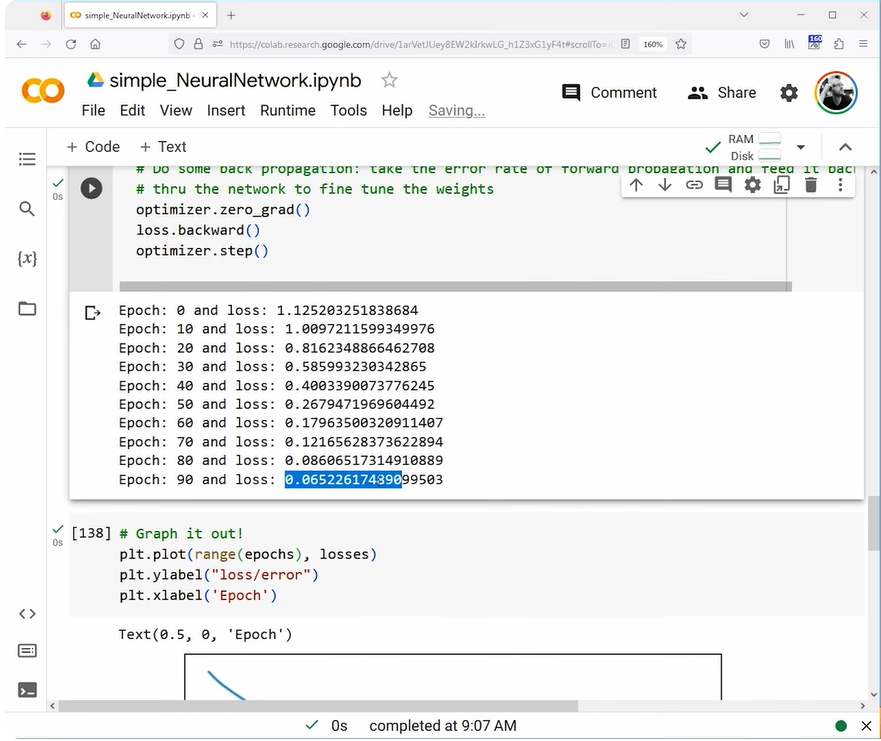 simple_NeuralNetwork.ipynb -
https://colab.research.google.com/drive/1arVetJUey8EW2kIrkwLG_h1Z3xG1yF4t#scrollTo=
160%
160
simple_NeuralNetwork.ipynb
Comment
Share
File Edit View Insert Runtime Tools Help Saving...
+ Code + Text
RAM
Disk
# Do some back propagation: take the error rate of forward propagation and feed it bac
# thru the network to fine tune the weights
optimizer.zero_grad()
loss.backward()
optimizer.step()
0s
{x}
Epoch: 0 and loss: 1.125203251838684
Epoch: 10 and loss: 1.0097211599349976
Epoch: 20 and loss: 0.8162348866462708
Epoch: 30 and loss: 0.585993230342865
Epoch: 40 and loss: 0.4003390073776245
Epoch: 50 and loss: 0.2679471969604492
Epoch: 60 and loss: 0.17963500320911407
Epoch: 70 and loss: 0.12165628373622894
Epoch: 80 and loss: 0.08606517314910889
Epoch: 90 and loss: 0.06522617489099503
0s
[138] # Graph it out!
plt.plot(range(epochs), losses)
plt.ylabel("loss/error")
plt.xlabel('Epoch')
Text(0.5, 0, 'Epoch')
0s completed at 9:07 AM